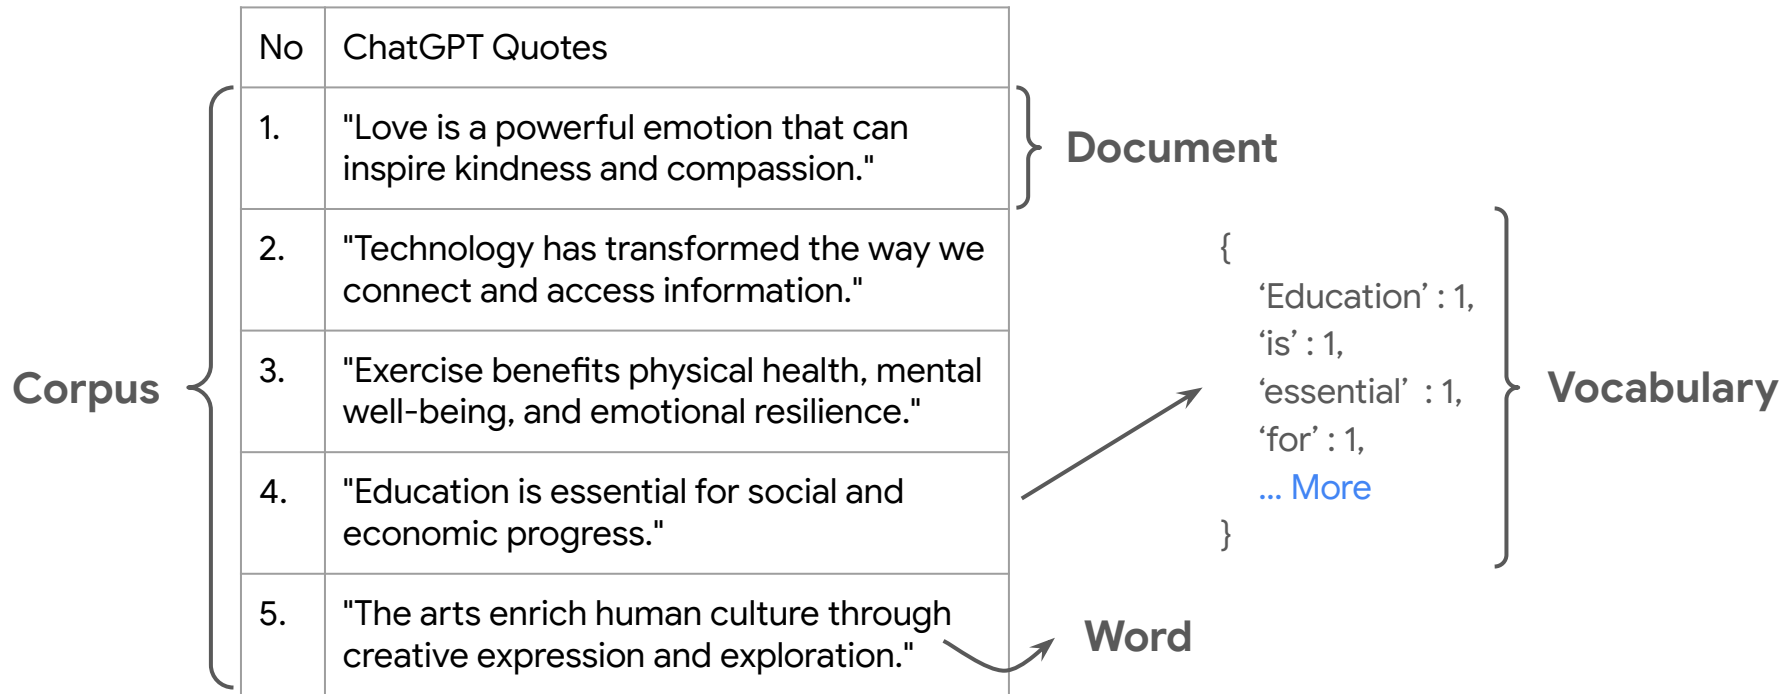 No ChatGPT Quotes
1. "Love is a powerful emotion that can
inspire kindness and compassion."
Document
2. "Technology has transformed the way we
connect and access information."
3. "Exercise benefits physical health, mental
well-being, and emotional resilience."
4. "Education is essential for social and
economic progress."
5. "The arts enrich human culture through
creative expression and exploration."
Corpus
{
‘Education’ : 1,
‘is’ : 1,
‘essential’ : 1,
‘for’ : 1,
... More
}
Vocabulary
Word